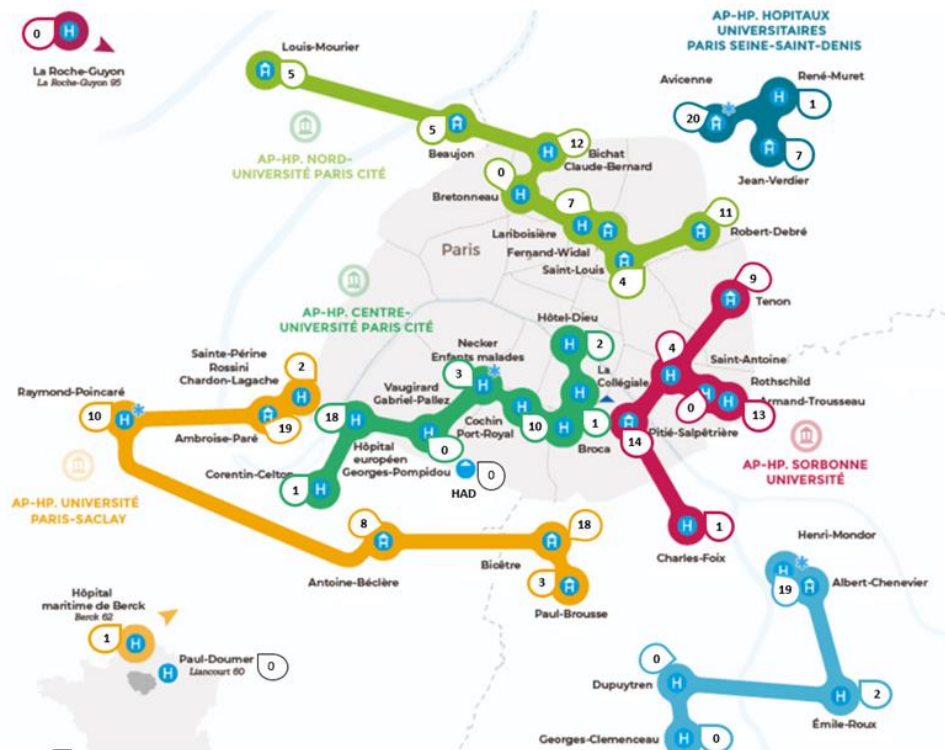 0
La Roche-Guyon
La Roche-Guyon 95
Louis-Mourier
5
5
Beaujon
AP-HP. NORD-
UNIVERSITÉ PARIS CITÉ
12
Bichat
Claude-Bernard
0
Bretonneau
7
Lariboisière
Fernand-Widal
Saint-Louis
4
11
Robert-Debré
AP-HP. HOPITAUX
UNIVERSITAIRES
PARIS SEINE-SAINT-DENIS
Avicenne
20
René-Muret
1
7
Jean-Verdier
Paris
AP-HP. CENTRE-
UNIVERSITÉ PARIS CITÉ
Hôtel-Dieu
2
La
Collégiale
1
Broca
Necker
Enfants malades
3
Cochin
Port-Royal
10
Vaugirard
Gabriel-Pallez
0
18
Hôpital
européen
Georges-Pompidou
Corentin-Celton
1
HAD
0
9
Tenon
4
Saint-Antoine
Rothschild
0
Armand-Trousseau
13
Pitié-Salpêtrière
14
AP-HP. SORBONNE
UNIVERSITÉ
1
Charles-Foix
Sainte-Périne
Rossini
Chardon-Lagache
2
Raymond-Poincaré
10
Ambroise-Paré
19
AP-HP. UNIVERSITÉ
PARIS-SACLAY
8
Antoine-Béclère
18
Bicêtre
3
Paul-Brousse
Hôpital
maritime de Berck
Berck 62
1
Paul-Doumer
Liancourt 60
0
Henri-Mondor
19
Albert-Chenevier
0
Dupuytren
2
Émile-Roux
Georges-Clemenceau
0